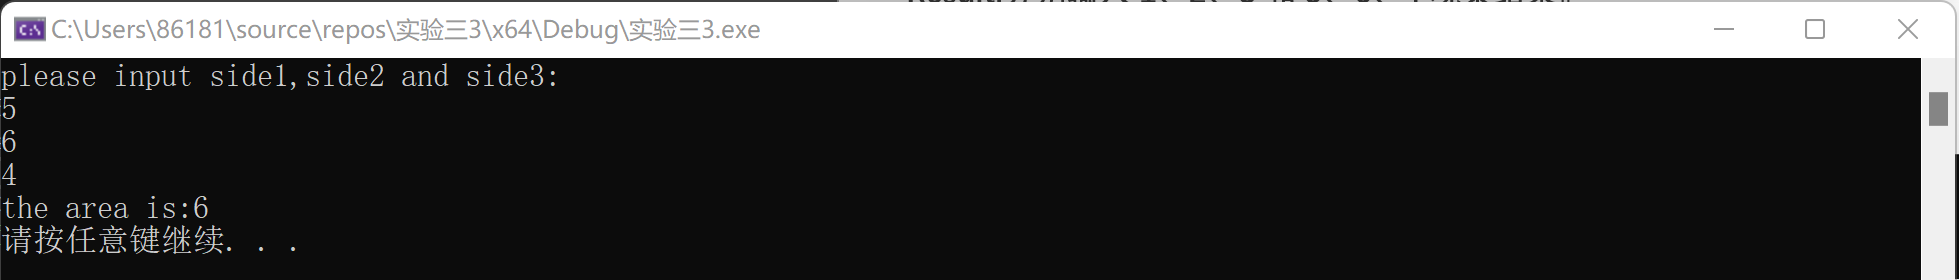 C:\Users\86181\source\repos\实验三3\x64\Debug\实验三3.exe
please input side1,side2 and side3:
5
6
4
the area is:6
请按任意键继续. . .